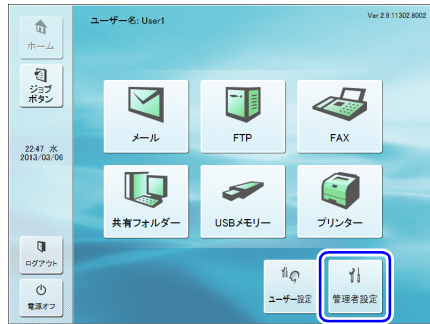 ホーム
ジョブ
ボタン
22:47 水
2013/03/06
ログアウト
電源オフ
ユーザー名: User1
Ver.2.9.11302.8002
メール
FTP
FAX
共有フォルダー
USBメモリー
プリンター
ユーザー設定
管理者設定